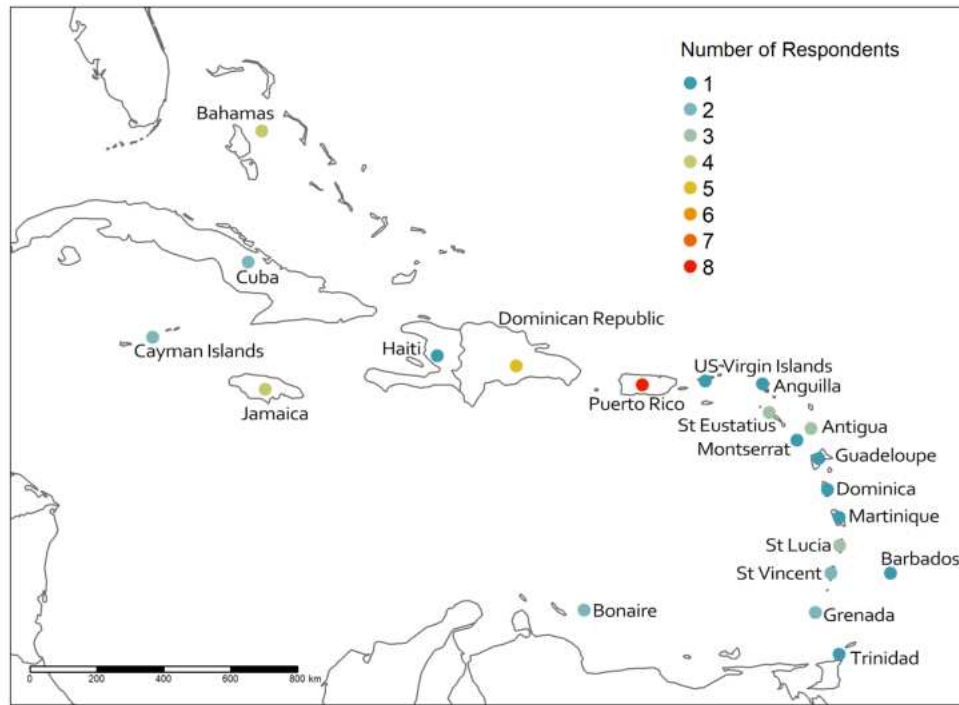 Number of Respondents
1
2
3
4
5
6
7
8
Bahamas
Cuba
Cayman Islands
Jamaica
Haiti
Dominican Republic
Puerto Rico
US-Virgin Islands
Anguilla
St Eustatius
Antigua
Montserrat
Guadeloupe
Dominica
Martinique
St Lucia
Barbados
St Vincent
Bonaire
Grenada
Trinidad
0 200 400 600 800 km